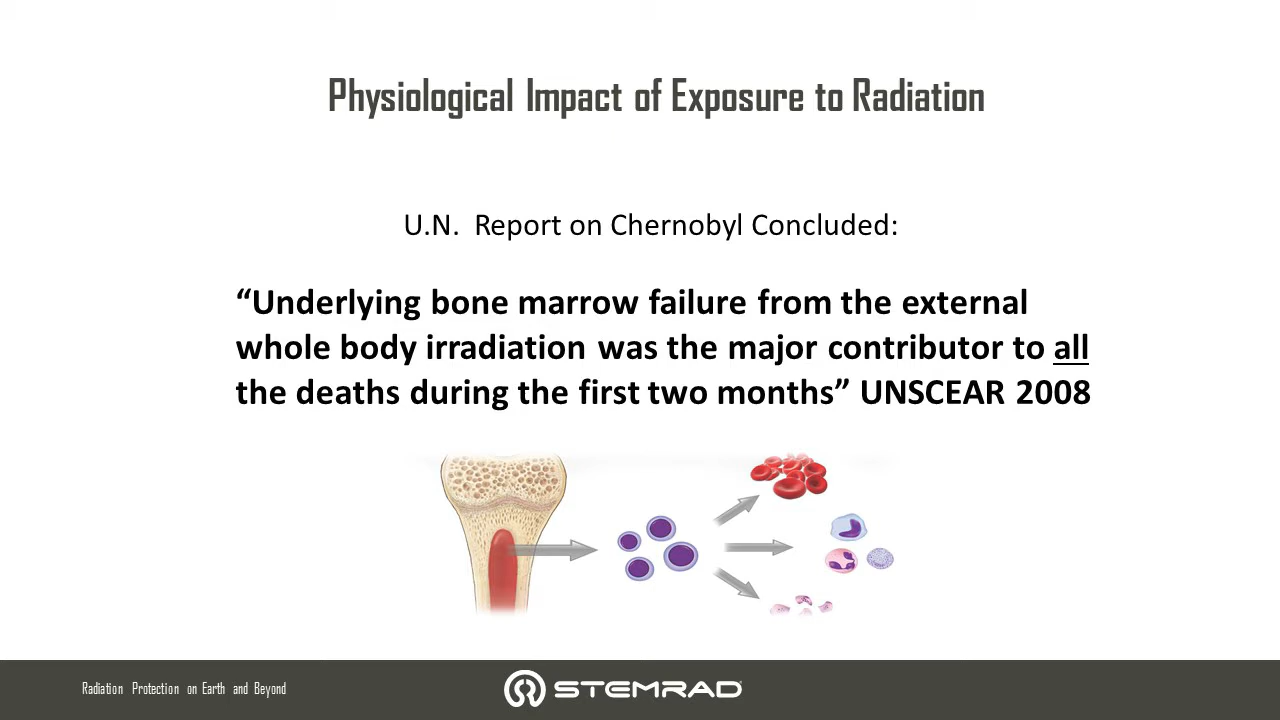 Physiological Impact of Exposure to Radiation
U.N. Report on Chernobyl Concluded:
“Underlying bone marrow failure from the external
whole body irradiation was the major contributor to all
the deaths during the first two months” UNSCEAR 2008
Radiation Protection on Earth and Beyond
STEMRAD